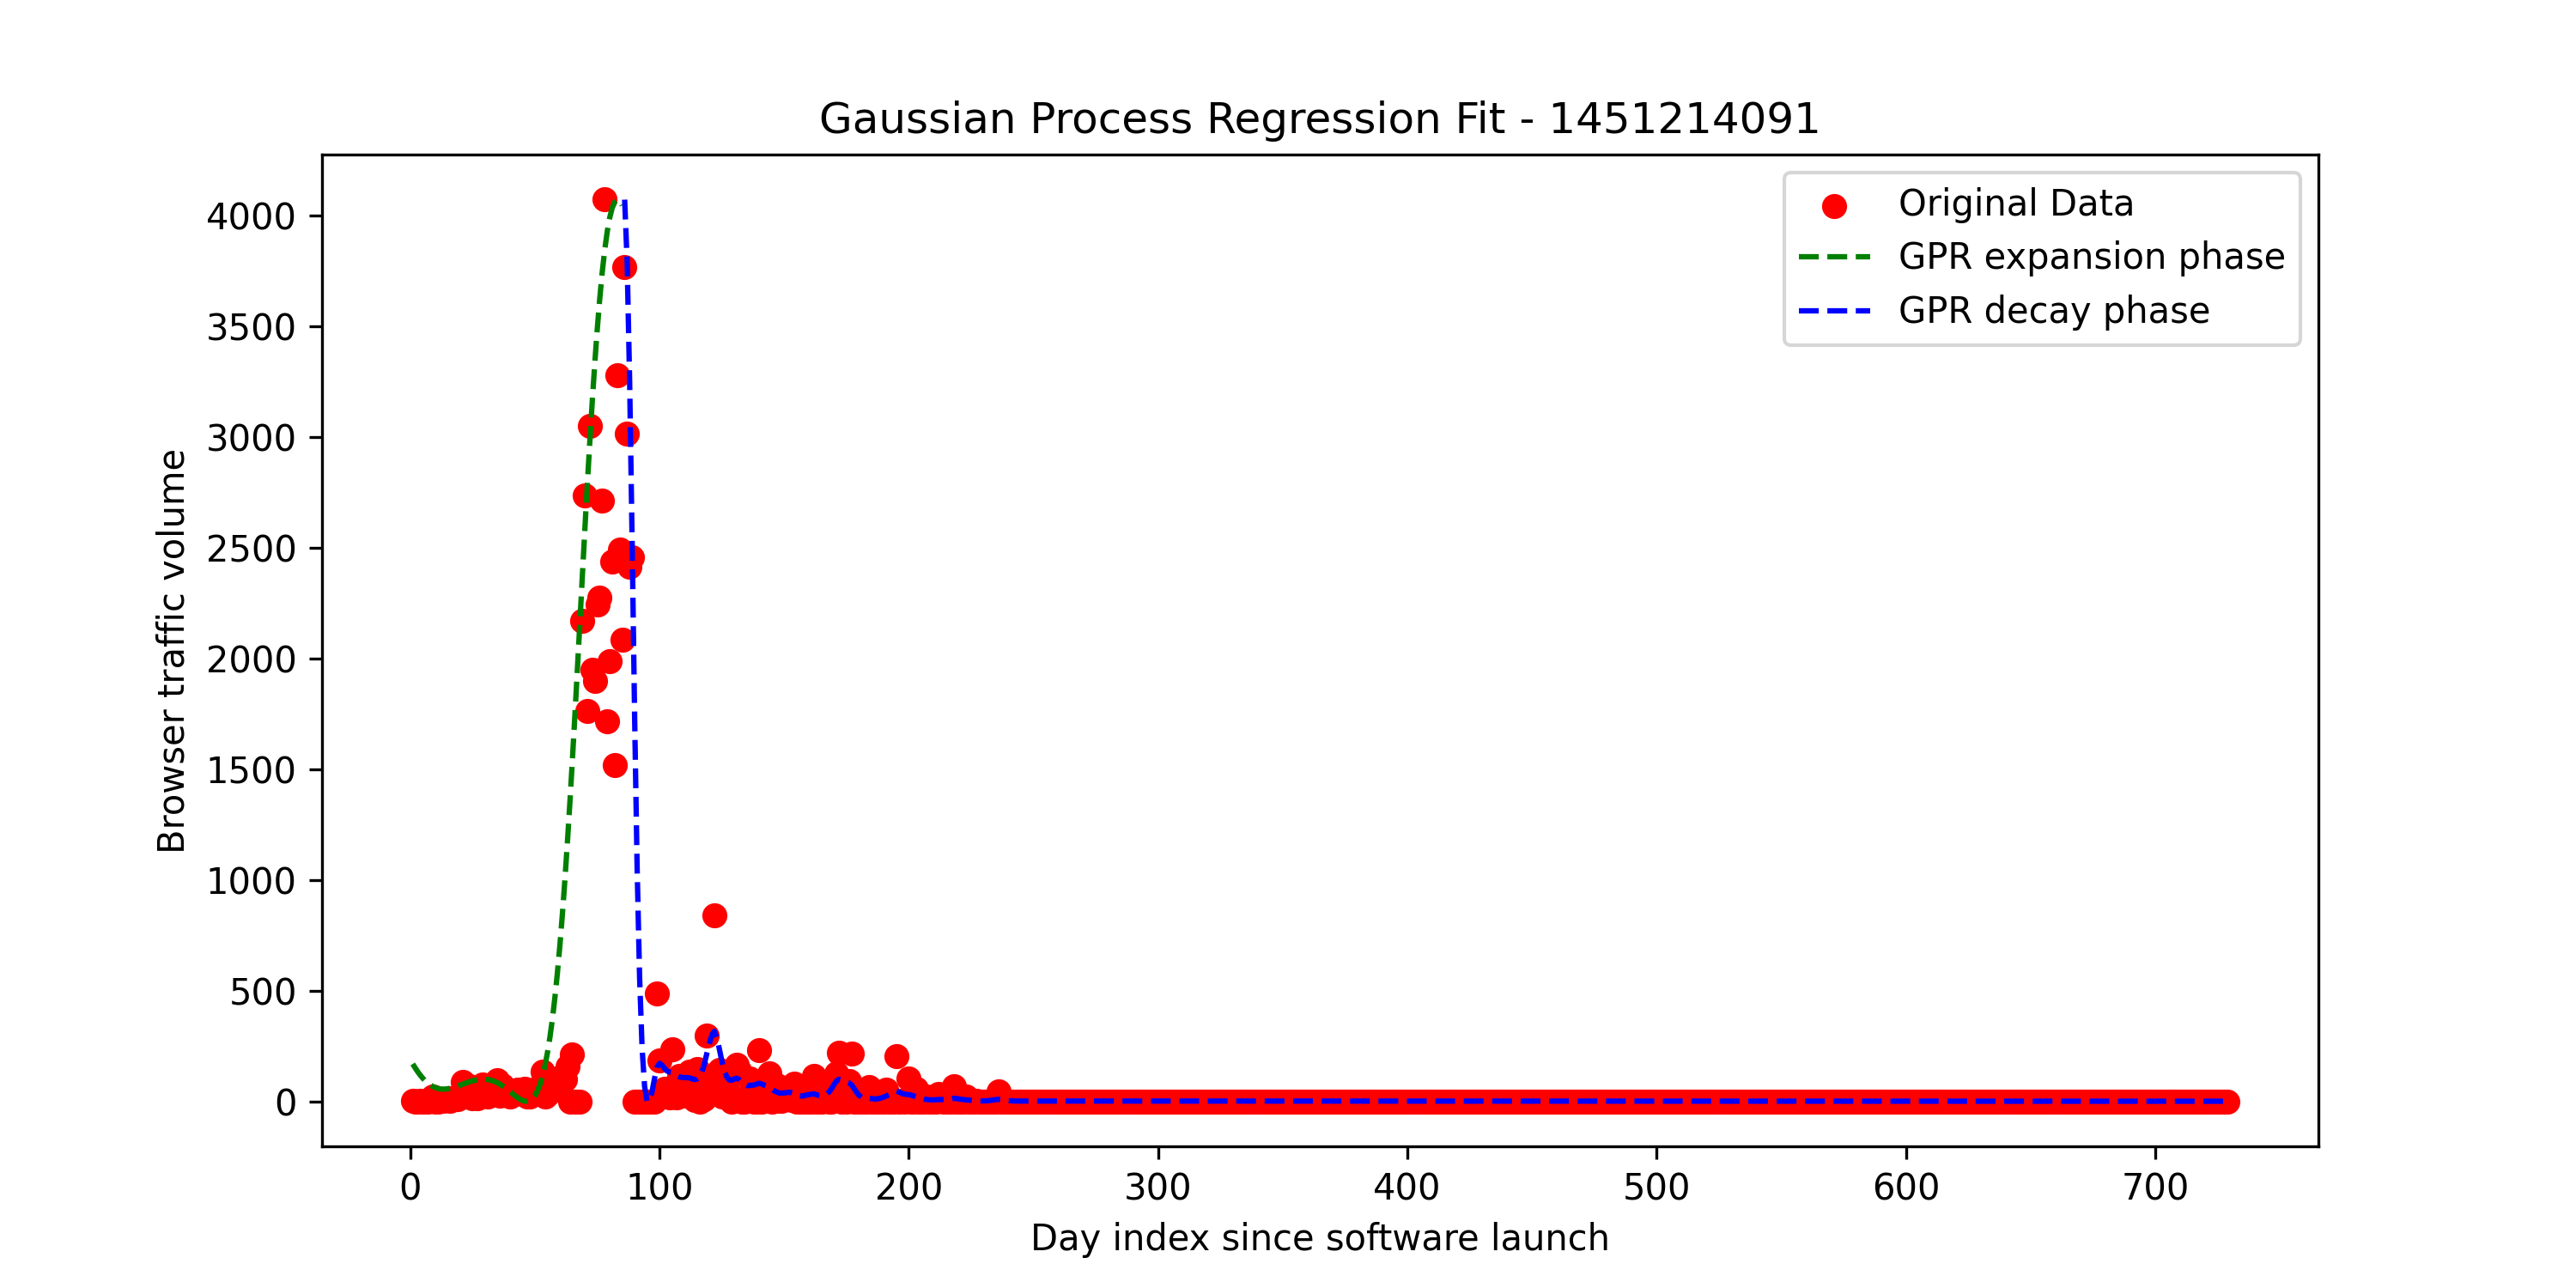 Gaussian Process Regression Fit - 1451214091
Original Data
GPR expansion phase
GPR decay phase
Browser traffic volume
4000
3500
3000
2500
2000
1500
1000
500
0
0 100 200 300 400 500 600 700
Day index since software launch